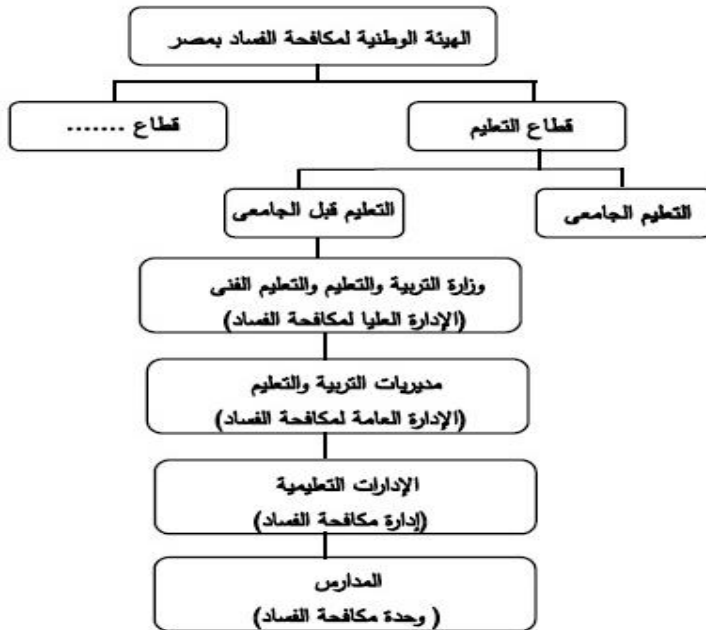 الهيئة الوطنية لمكافحة الفساد بمصر
قطاع التعليم
قطاع .......
التعليم الجامعى
التعليم قبل الجامعى
وزارة التربية والتعليم والتعليم الفنى
(الإدارة العليا لمكافحة الفساد)
مديريات التربية والتعليم
(الإدارة العامة لمكافحة الفساد)
الإدارات التعليمية
(إدارة مكافحة الفساد)
المدارس
( وحدة مكافحة الفساد)